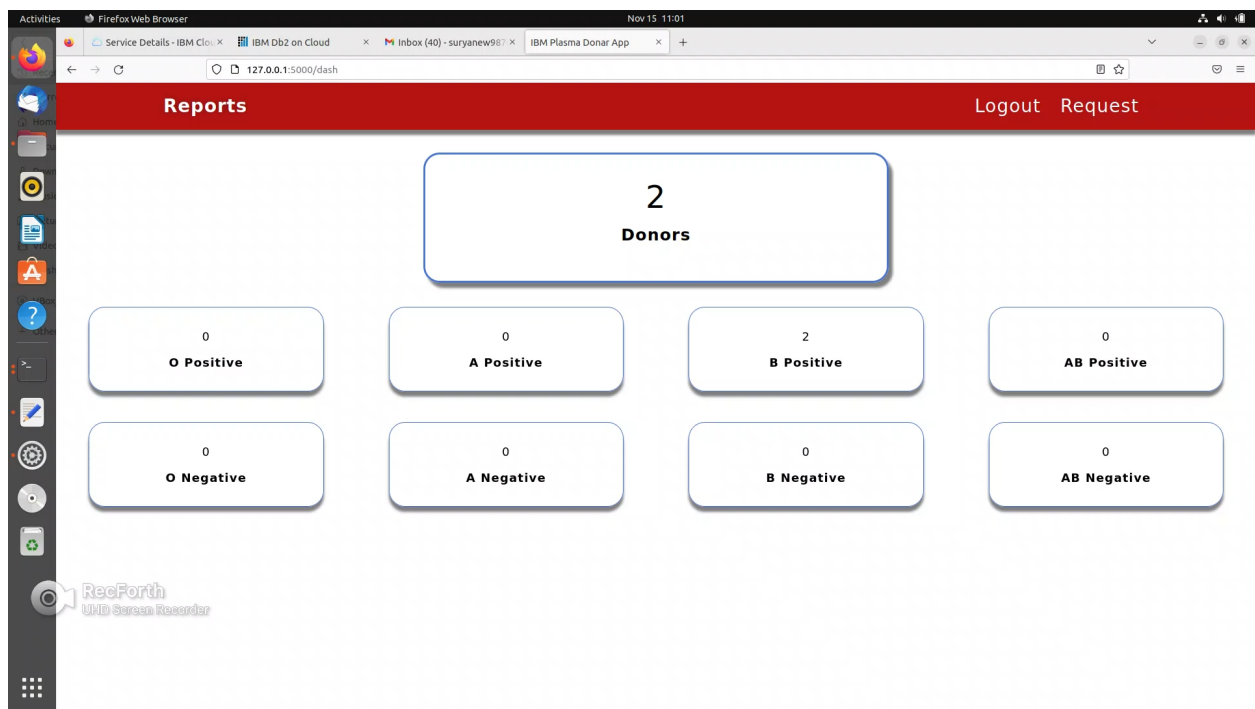 Activities Firefox Web Browser Nov 15 11:01
Service Details - IBM Clou × IBM Db2 on Cloud × Inbox (40) - suryanew987 × IBM Plasma Donar App × +
127.0.0.1:5000/dash
Reports Logout Request
2
Donors
0 0 2 0
O Positive A Positive B Positive AB Positive
0 0 0 0
O Negative A Negative B Negative AB Negative
RecForth
UHD Screen Recorder